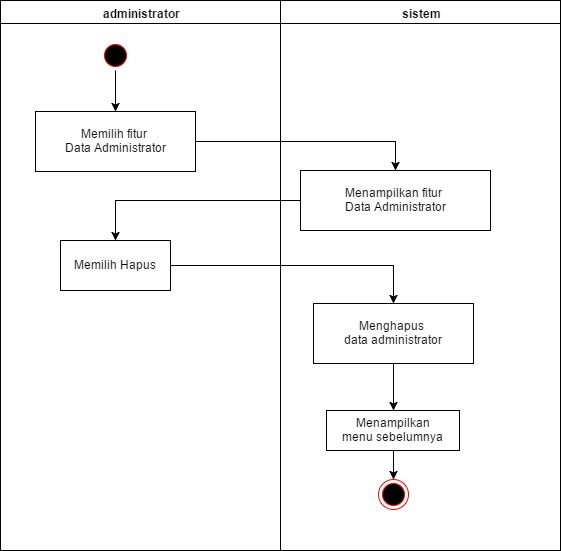 administrator
sistem
Memilih fitur
Data Administrator
Menampilkan fitur
Data Administrator
Memilih Hapus
Menghapus
data administrator
Menampilkan
menu sebelumnya